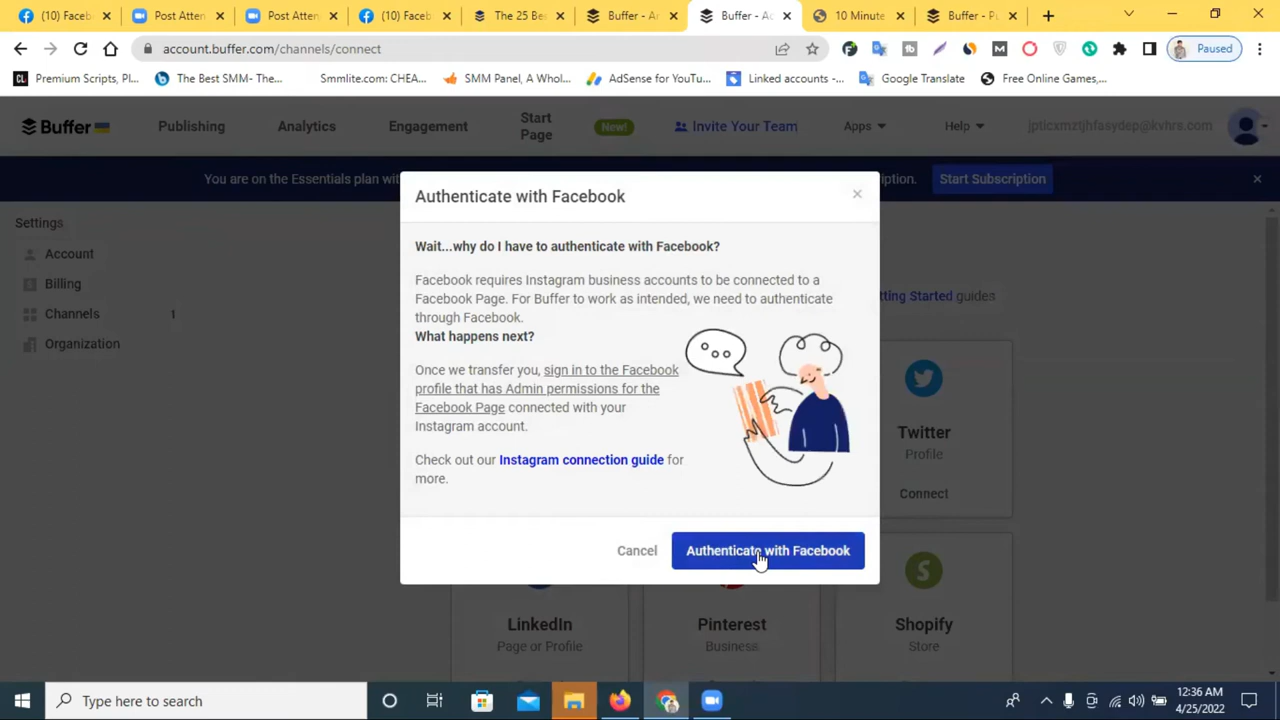 (10) Faceb
Post Atten
Post Atten
(10) Faceb
The 25 Be
Buffer - A
Buffer - Ac
10 Minute
Buffer - P
account.buffer.com/channels/connect
Paused
Premium Scripts, Pl...
The Best SMM- The...
Smmlite.com: CHEA...
SMM Panel, A Whol...
AdSense for YouTu...
Linked accounts -...
Google Translate
Free Online Games,...
Buffer
Publishing
Analytics
Engagement
Start Page
New!
Invite Your Team
Apps
Help
jpticxmztjhfasydep@kvhrs.com
You are on the Essentials plan wit
ription.
Start Subscription
Settings
Account
Billing
Channels 1
Organization
Authenticate with Facebook
Wait...why do I have to authenticate with Facebook?
Facebook requires Instagram business accounts to be connected to a
Facebook Page. For Buffer to work as intended, we need to authenticate
through Facebook.
What happens next?
Once we transfer you, sign in to the Facebook
profile that has Admin permissions for the
Facebook Page connected with your
Instagram account.
Check out our Instagram connection guide for
more.
Cancel
Authenticate with Facebook
tting Started guides
Twitter
Profile
Connect
LinkedIn
Page or Profile
Pinterest
Business
Shopify
Store
Type here to search
12:36 AM
4/25/2022